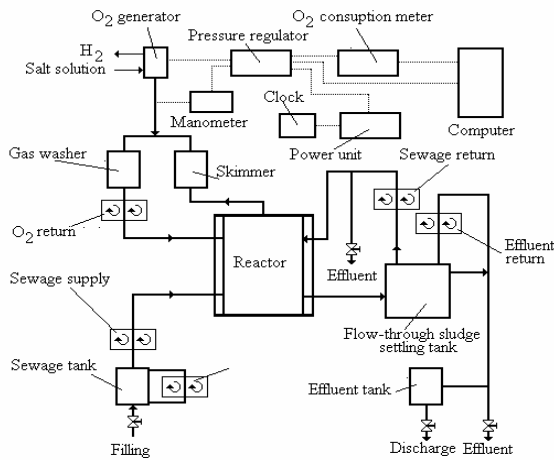 O₂ generator
O₂ consuption meter
Pressure regulator
H₂
Salt solution
Clock
Manometer
Computer
Power unit
Gas washer
Sewage return
Skimmer
O₂ return
Reactor
Effluent
Effluent
return
Sewage supply
Flow-through sludge
settling tank
Sewage tank
Effluent tank
Filling
Discharge
Effluent